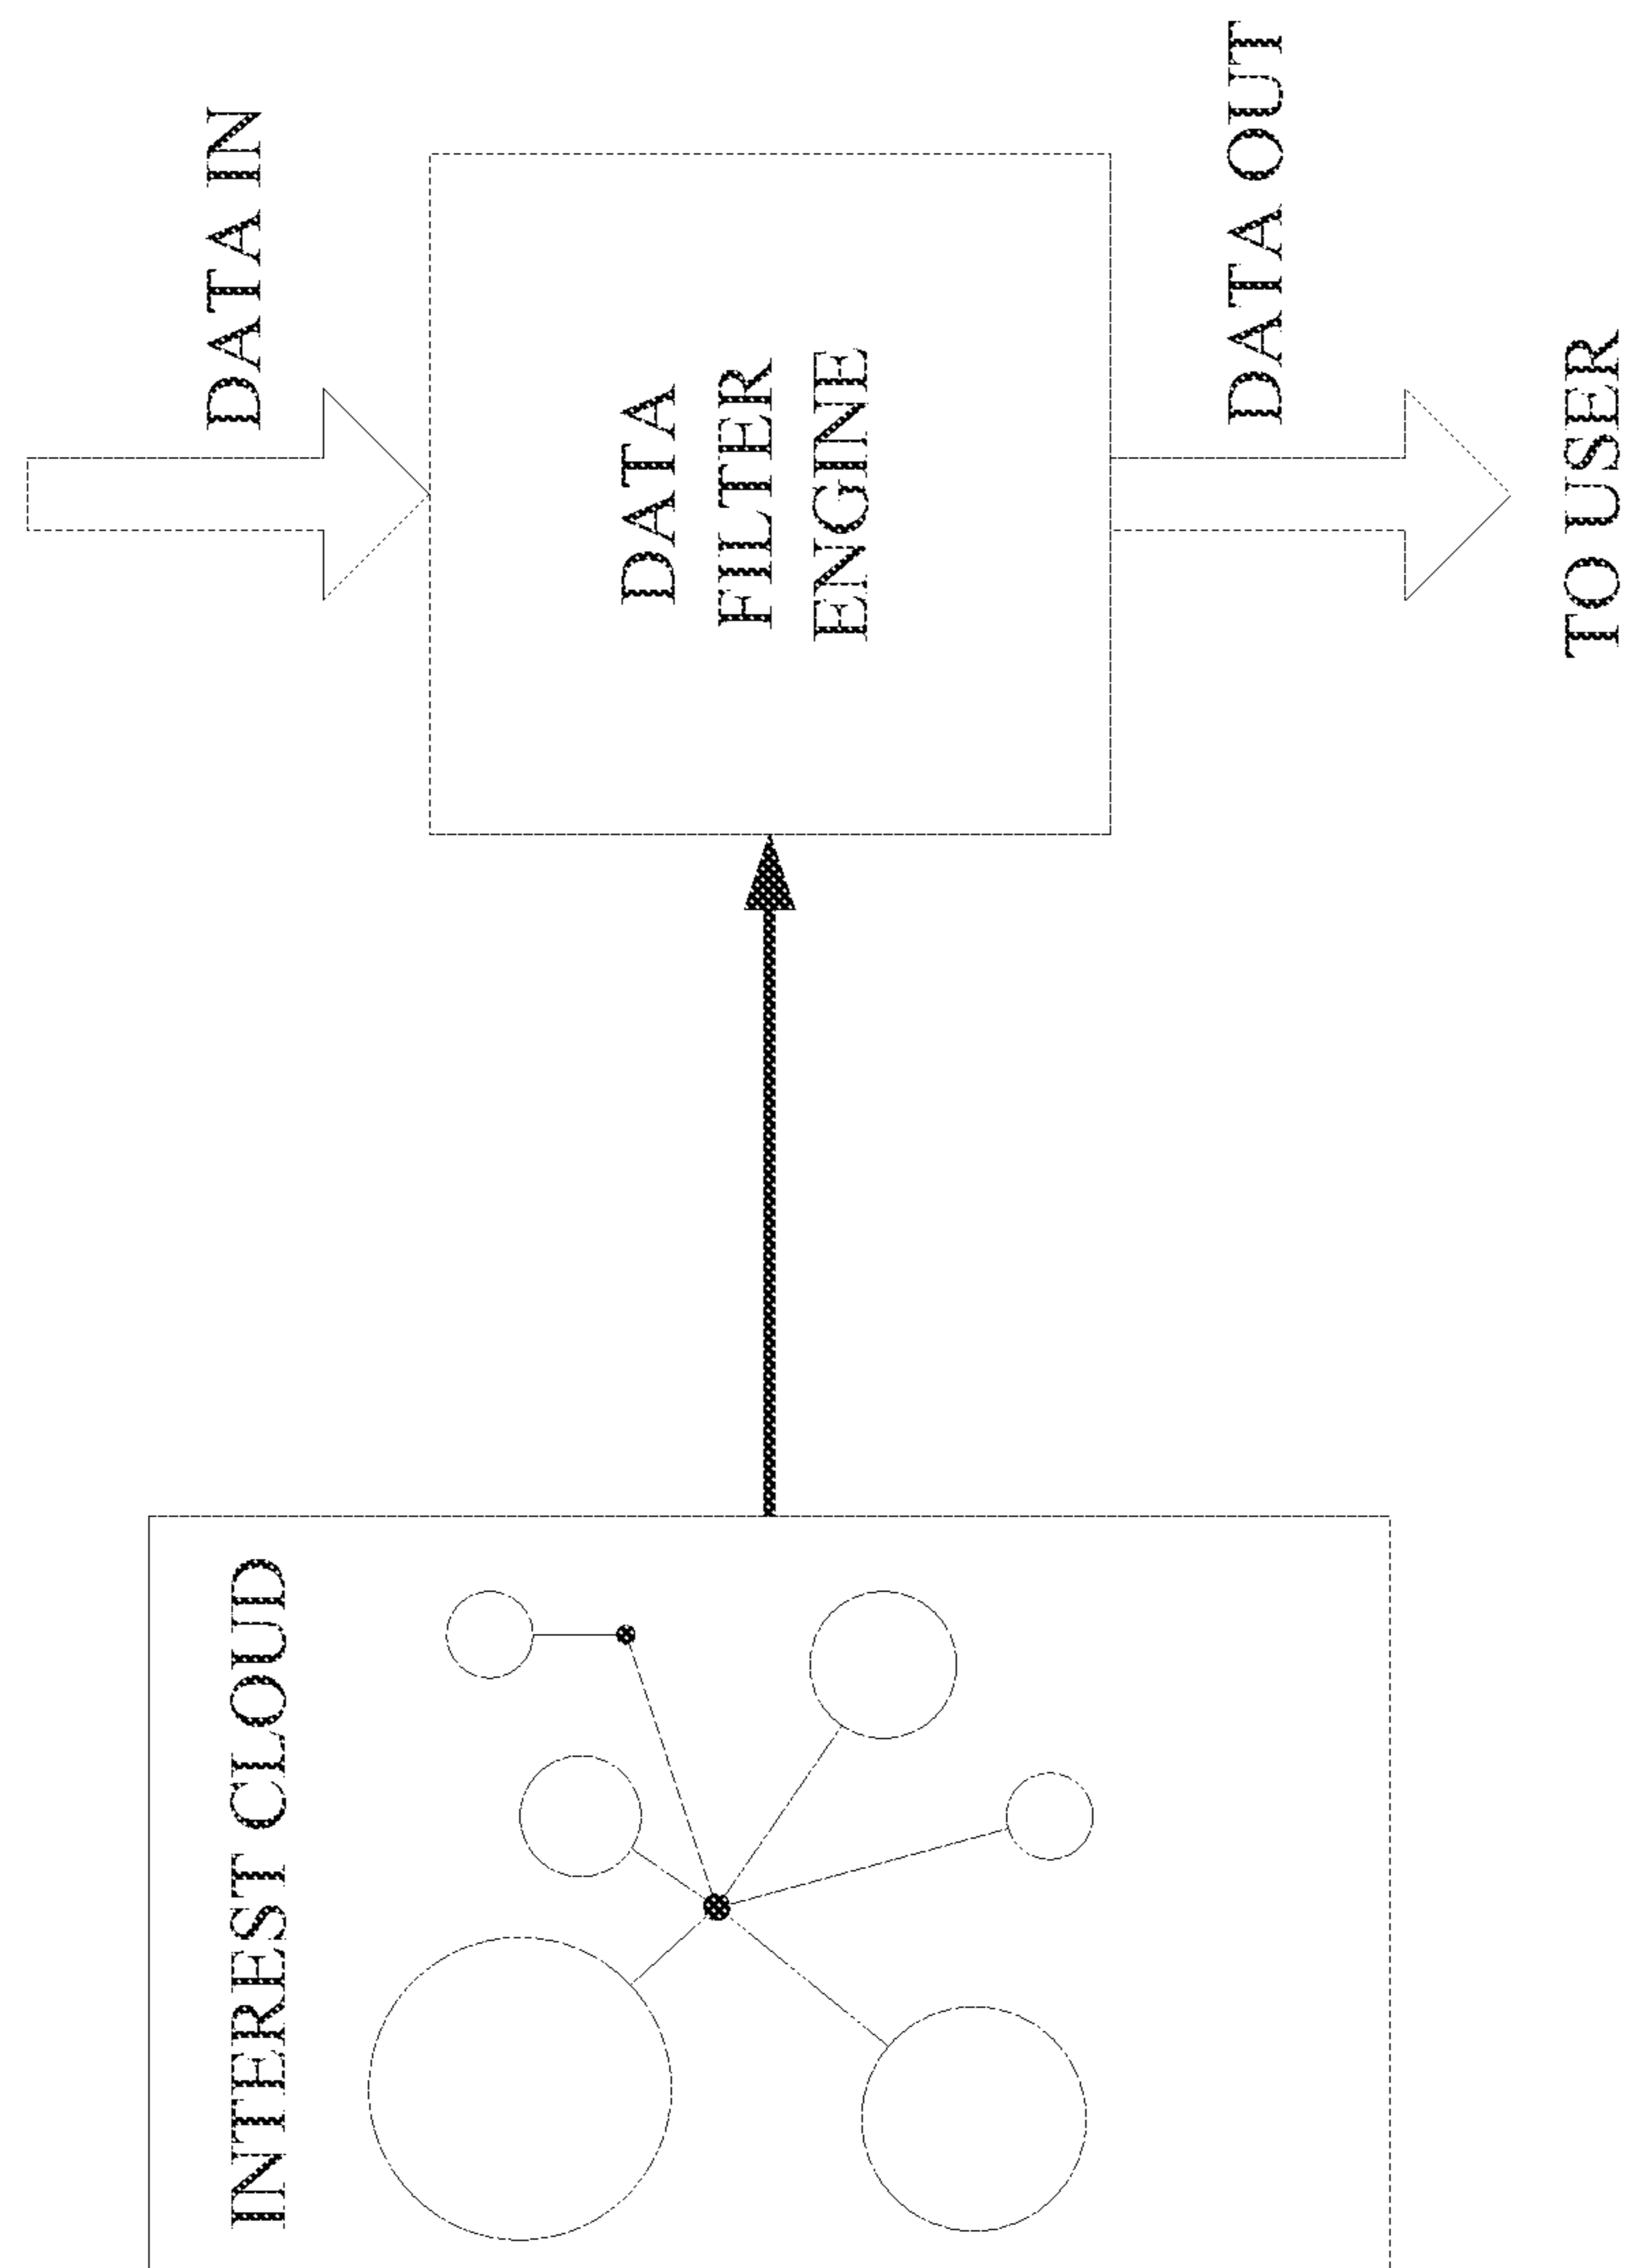 INTEREST CLOUD
DATA IN
DATA
FILTER
ENGINE
DATA OUT
TO USER